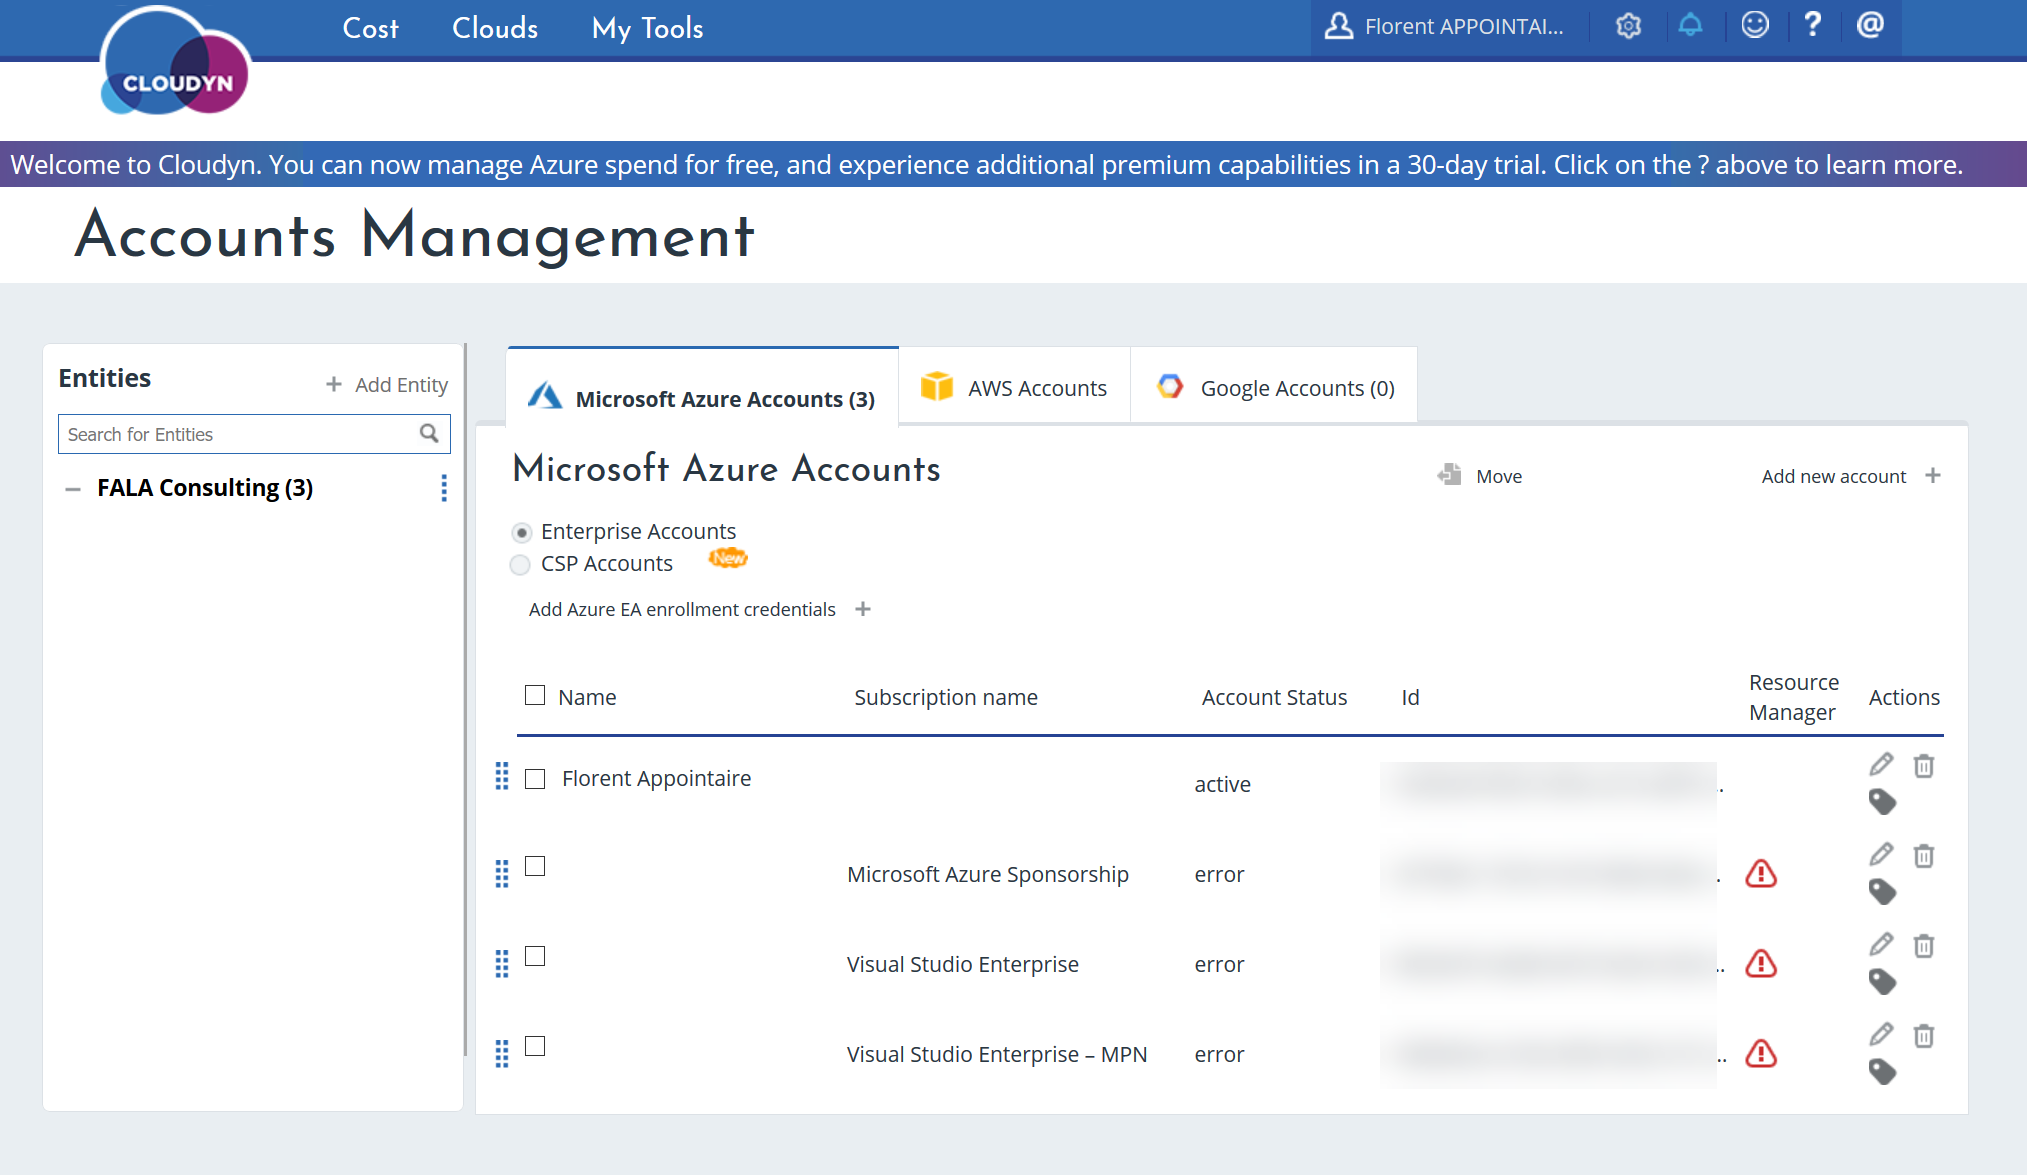 Cost Clouds My Tools Florent APPOINTAI... ? @
CLOUDYN
Welcome to Cloudyn. You can now manage Azure spend for free, and experience additional premium capabilities in a 30-day trial. Click on the ? above to learn more.
Accounts Management
Entities
+ Add Entity
Search for Entities
FALA Consulting (3)
Microsoft Azure Accounts (3) AWS Accounts Google Accounts (0)
Microsoft Azure Accounts
Move Add new account +
Enterprise Accounts
CSP Accounts New
Add Azure EA enrollment credentials +
Name Subscription name Account Status Id Resource Manager Actions
Florent Appointaire active ..
Microsoft Azure Sponsorship error .
Visual Studio Enterprise error ..
Visual Studio Enterprise – MPN error ..